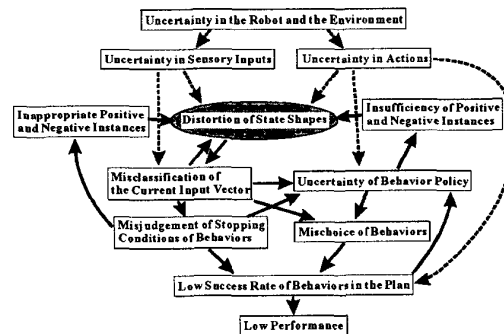 Uncertainty in the Robot and the Environment
Uncertainty in Sensory Inputs
Uncertainty in Actions
Inappropriate Positive
and Negative Instances
Distortion of State Shapes
Insufficiency of Positive
and Negative Instances
Misclassification
of the Current Input Vector
Uncertainty of Behavior Policy
Misjudgement of Stopping
Conditions of Behaviors
Mischoice of Behaviors
Low Success Rate of Behaviors in the Plan
Low Performance